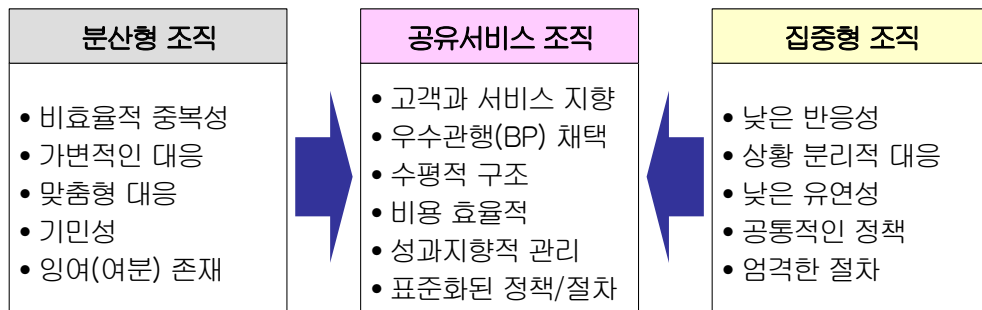 분산형 조직
• 비효율적 중복성
• 가변적인 대응
• 맞춤형 대응
• 기민성
• 잉여(여분) 존재
공유서비스 조직
• 고객과 서비스 지향
• 우수관행(BP) 채택
• 수평적 구조
• 비용 효율적
• 성과지향적 관리
• 표준화된 정책/절차
집중형 조직
• 낮은 반응성
• 상황 분리적 대응
• 낮은 유연성
• 공통적인 정책
• 엄격한 절차